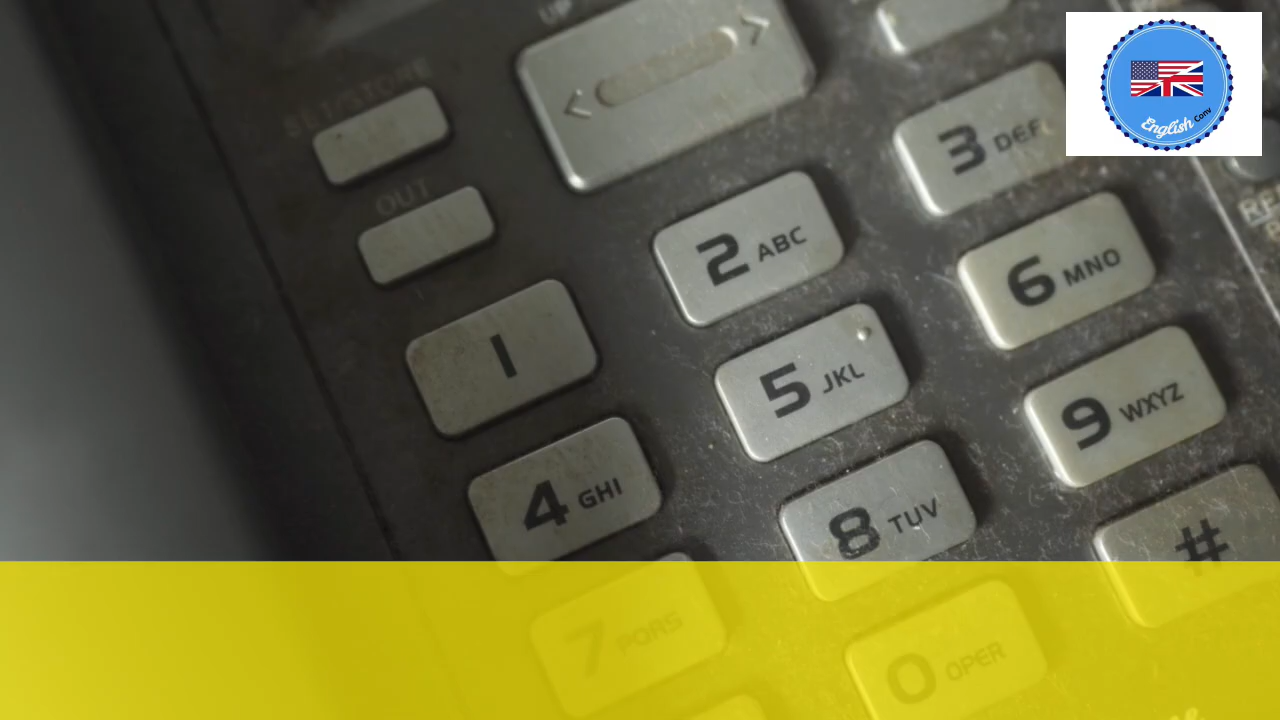 UP
SET/STORE
OUT
English Conv
1
2 ABC
3 DEF
4 GHI
5 JKL
6 MNO
7 PQRS
8 TUV
9 WXYZ
0 OPER
#